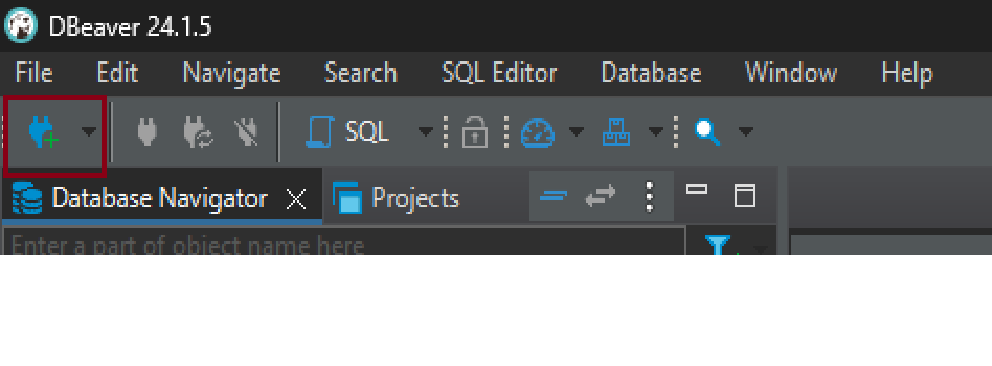 DBeaver 24.1.5
File Edit Navigate Search SQL Editor Database Window Help
SQL
Database Navigator Projects
Enter a part of object name here